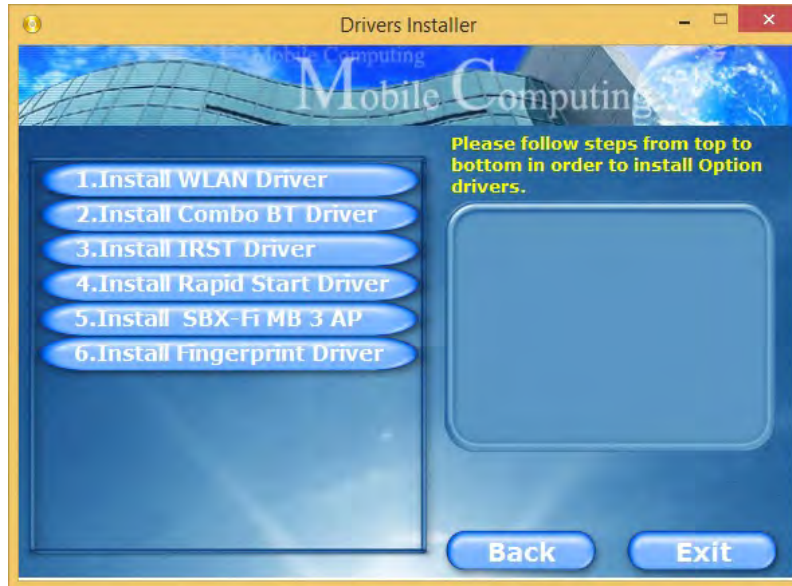 Drivers Installer
Mobile Computing
Mobile Computing
Please follow steps from top to
bottom in order to install Option
drivers.
1.Install WLAN Driver
2.Install Combo BT Driver
3.Install IRST Driver
4.Install Rapid Start Driver
5.Install SBX-Fi MB 3 AP
6.Install Fingerprint Driver
Back
Exit